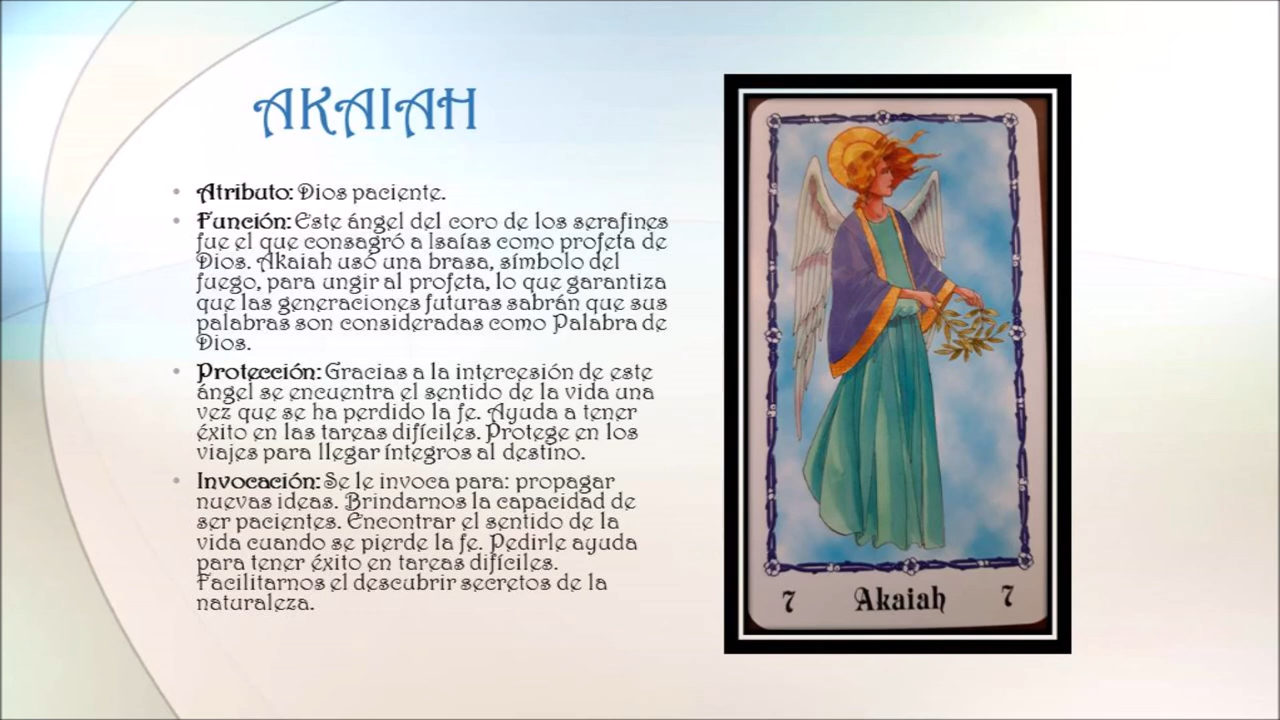 AKAIAH
• Atributo: Dios paciente.
• Función: Este ángel del coro de los serafines
fue el que consagró a Isaías como profeta de
Dios. Akaiah usó una brasa, símbolo del
fuego, para ungir al profeta, lo que garantiza
que las generaciones futuras sabrán que sus
palabras son consideradas como Palabra de
Dios.
• Protección: Gracias a la intercesión de este
ángel se encuentra el sentido de la vida una
vez que se ha perdido la fe. Ayuda a tener
éxito en las tareas difíciles. Protege en los
viajes para llegar íntegros al destino.
• Invocación: Se le invoca para: propagar
nuevas ideas. Brindarnos la capacidad de
ser pacientes. Encontrar el sentido de la
vida cuando se pierde la fe. Pedirle ayuda
para tener éxito en tareas difíciles.
Facilitarnos el descubrir secretos de la
naturaleza.
7 Akaiah 7